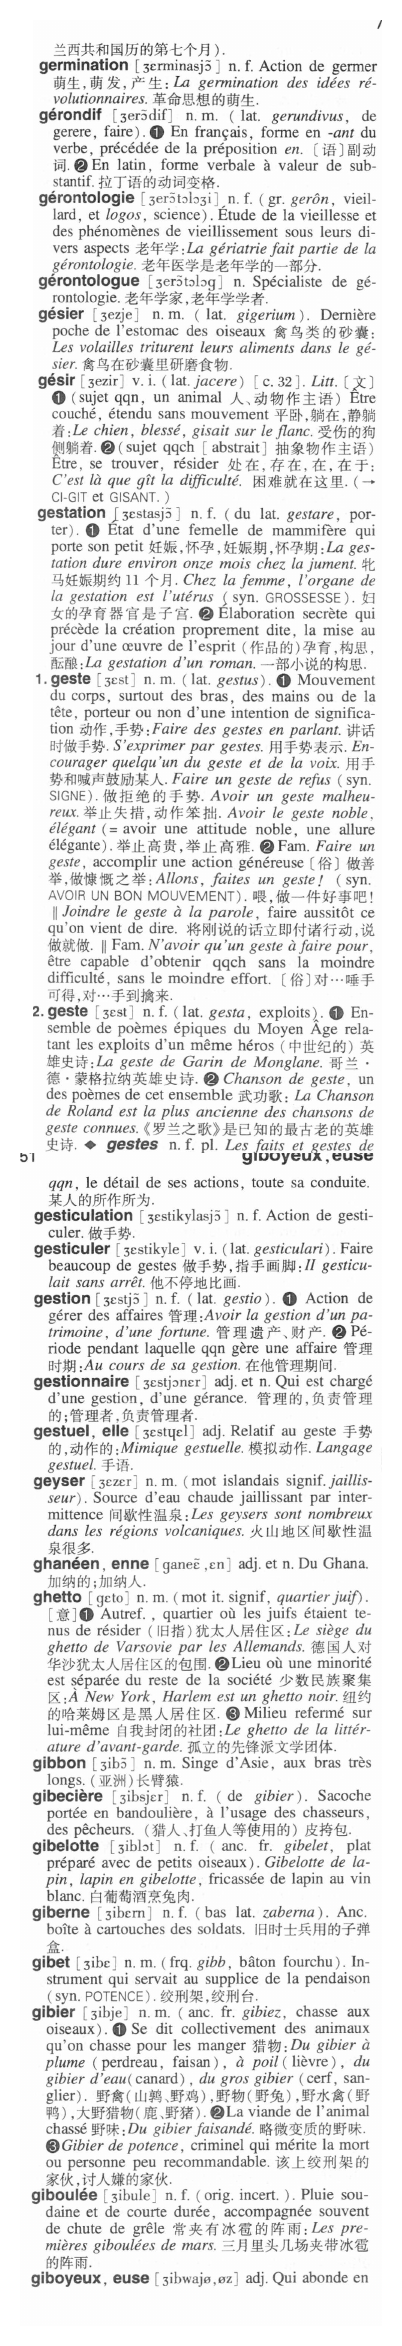 兰西共和国历的第七个月).
germination [ʒɛrminasjɔ̃] n. f. Action de germer
萌生,萌发,产生:La germination des idées ré-
volutionnaires. 革命思想的萌生.
gérondif [ʒerɔ̃dif] n. m. ( lat. gerundivus, de
gerere, faire). ❶ En français, forme en -ant du
verbe, précédée de la préposition en. 〔语〕副动
词. ❷ En latin, forme verbale à valeur de sub-
stantif. 拉丁语的动词变格.
gérontologie [ʒerɔ̃tɔlɔʒi] n. f. ( gr. gerôn, vieil-
lard, et logos, science). Étude de la vieillesse et
des phénomènes de vieillissement sous leurs di-
vers aspects 老年学:La gériatrie fait partie de la
gérontologie. 老年医学是老年学的一部分.
gérontologue [ʒerɔ̃tɔlɔg] n. Spécialiste de gé-
rontologie. 老年学家,老年学学者.
gésier [ʒezje] n. m. ( lat. gigerium). Dernière
poche de l'estomac des oiseaux 禽鸟类的砂囊:
Les volailles triturent leurs aliments dans le gé-
sier. 禽鸟在砂囊里研磨食物.
gésir [ʒezir] v. i. ( lat. jacere) [ c. 32]. Litt. 〔文〕
❶ (sujet qqn, un animal 人、动物作主语) Être
couché, étendu sans mouvement 平卧,躺在,静躺
着:Le chien, blessé, gisait sur le flanc. 受伤的狗
侧躺着. ❷ (sujet qqch [ abstrait] 抽象物作主语)
Être, se trouver, résider 处在,存在,在,在于:
C'est là que gît la difficulté. 困难就在这里. (→
CI-GIT et GISANT. )
gestation [ʒɛstasjɔ̃] n. f. ( du lat. gestare, por-
ter). ❶ État d'une femelle de mammifère qui
porte son petit 妊娠,怀孕,妊娠期,怀孕期:La ges-
tation dure environ onze mois chez la jument. 牝
马妊娠期约 11 个月. Chez la femme, l'organe de
la gestation est l'utérus ( syn. GROSSESSE). 妇
女的孕育器官是子宫. ❷ Élaboration secrète qui
précède la création proprement dite, la mise au
jour d'une œuvre de l'esprit (作品的)孕育,构思,
酝酿:La gestation d'un roman. 一部小说的构思.
1. geste [ʒɛst] n. m. ( lat. gestus). ❶ Mouvement
du corps, surtout des bras, des mains ou de la
tête, porteur ou non d'une intention de significa-
tion 动作,手势:Faire des gestes en parlant. 讲话
时做手势. S'exprimer par gestes. 用手势表示. En-
courager quelqu'un du geste et de la voix. 用手
势和喊声鼓励某人. Faire un geste de refus ( syn.
SIGNE). 做拒绝的手势. Avoir un geste malheu-
reux. 举止失措,动作笨拙. Avoir le geste noble,
élégant (= avoir une attitude noble, une allure
élégante). 举止高贵,举止高雅. ❷ Fam. Faire un
geste, accomplir une action généreuse 〔俗〕做善
举,做慷慨之举:Allons, faites un geste! ( syn.
AVOIR UN BON MOUVEMENT). 喂,做一件好事吧!
‖ Joindre le geste à la parole, faire aussitôt ce
qu'on vient de dire. 将刚说的话立即付诸行动,说
做就做. ‖ Fam. N'avoir qu'un geste à faire pour,
être capable d'obtenir qqch sans la moindre
difficulté, sans le moindre effort. 〔俗〕对…唾手
可得,对…手到擒来.
2. geste [ʒɛst] n. f. ( lat. gesta, exploits). ❶ En-
semble de poèmes épiques du Moyen Âge rela-
tant les exploits d'un même héros (中世纪的) 英
雄史诗:La geste de Garin de Monglane. 哥兰·
德·蒙格拉纳英雄史诗. ❷ Chanson de geste, un
des poèmes de cet ensemble 武功歌: La Chanson
de Roland est la plus ancienne des chansons de
geste connues. 《罗兰之歌》是已知的最古老的英雄
史诗. ◆ gestes n. f. pl. Les faits et gestes de
51 giboyeux,euse
qqn, le détail de ses actions, toute sa conduite.
某人的所作所为.
gesticulation [ʒɛstikylasjɔ̃] n. f. Action de gesti-
culer. 做手势.
gesticuler [ʒɛstikyle] v. i. ( lat. gesticulari). Faire
beaucoup de gestes 做手势,指手画脚:Il gesticu-
lait sans arrêt. 他不停地比画.
gestion [ʒɛstjɔ̃] n. f. ( lat. gestio). ❶ Action de
gérer des affaires 管理:Avoir la gestion d'un pa-
trimoine, d'une fortune. 管理遗产、财产. ❷ Pé-
riode pendant laquelle qqn gère une affaire 管理
时期:Au cours de sa gestion. 在他管理期间.
gestionnaire [ʒɛstjɔnɛr] adj. et n. Qui est chargé
d'une gestion, d'une gérance. 管理的,负责管理
的;管理者,负责管理者.
gestuel, elle [ʒɛstɥɛl] adj. Relatif au geste 手势
的,动作的:Mimique gestuelle. 模拟动作. Langage
gestuel. 手语.
geyser [ʒɛzɛr] n. m. ( mot islandais signif. jaillis-
seur). Source d'eau chaude jaillissant par inter-
mittence 间歇性温泉:Les geysers sont nombreux
dans les régions volcaniques. 火山地区间歇性温
泉很多.
ghanéen, enne [ganeɛ̃,ɛn] adj. et n. Du Ghana.
加纳的;加纳人.
ghetto [gɛto] n. m. ( mot it. signif, quartier juif).
[意]❶ Autref. , quartier où les juifs étaient te-
nus de résider (旧指)犹太人居住区:Le siège du
ghetto de Varsovie par les Allemands. 德国人对
华沙犹太人居住区的包围. ❷ Lieu où une minorité
est séparée du reste de la société 少数民族聚集
区:À New York, Harlem est un ghetto noir. 纽约
的哈莱姆区是黑人居住区. ❸ Milieu refermé sur
lui-même 自我封闭的社团:Le ghetto de la littér-
ature d'avant-garde. 孤立的先锋派文学团体.
gibbon [ʒibɔ̃] n. m. Singe d'Asie, aux bras très
longs. (亚洲)长臂猿.
gibecière [ʒibsjɛr] n. f. ( de gibier). Sacoche
portée en bandoulière, à l'usage des chasseurs,
des pêcheurs. (猎人、打鱼人等使用的) 皮挎包.
gibelotte [ʒiblɔt] n. f. ( anc. fr. gibelet, plat
préparé avec de petits oiseaux). Gibelotte de la-
pin, lapin en gibelotte, fricassée de lapin au vin
blanc. 白葡萄酒烹兔肉.
giberne [ʒibɛrn] n. f. ( bas lat. zaberna). Anc.
boîte à cartouches des soldats. 旧时士兵用的子弹
盒.
gibet [ʒibɛ] n. m. ( frq. gibb, bâton fourchu). In-
strument qui servait au supplice de la pendaison
( syn. POTENCE). 绞刑架,绞刑台.
gibier [ʒibje] n. m. ( anc. fr. gibiez, chasse aux
oiseaux). ❶ Se dit collectivement des animaux
qu'on chasse pour les manger 猎物:Du gibier à
plume ( perdreau, faisan), à poil ( lièvre), du
gibier d'eau( canard), du gros gibier ( cerf, san-
glier). 野禽(山鹑、野鸡),野物(野兔),野水禽(野
鸭),大野猎物(鹿、野猪). ❷ La viande de l'animal
chassé 野味:Du gibier faisandé. 略微变质的野味.
❸ Gibier de potence, criminel qui mérite la mort
ou personne peu recommandable. 该上绞刑架的
家伙,讨人嫌的家伙.
giboulée [ʒibule] n. f. ( orig. incert. ). Pluie sou-
daine et de courte durée, accompagnée souvent
de chute de grêle 常夹有冰雹的阵雨:Les pre-
mières giboulées de mars. 三月里头几场夹带冰雹
的阵雨.
giboyeux, euse [ʒibwajø,øz] adj. Qui abonde en